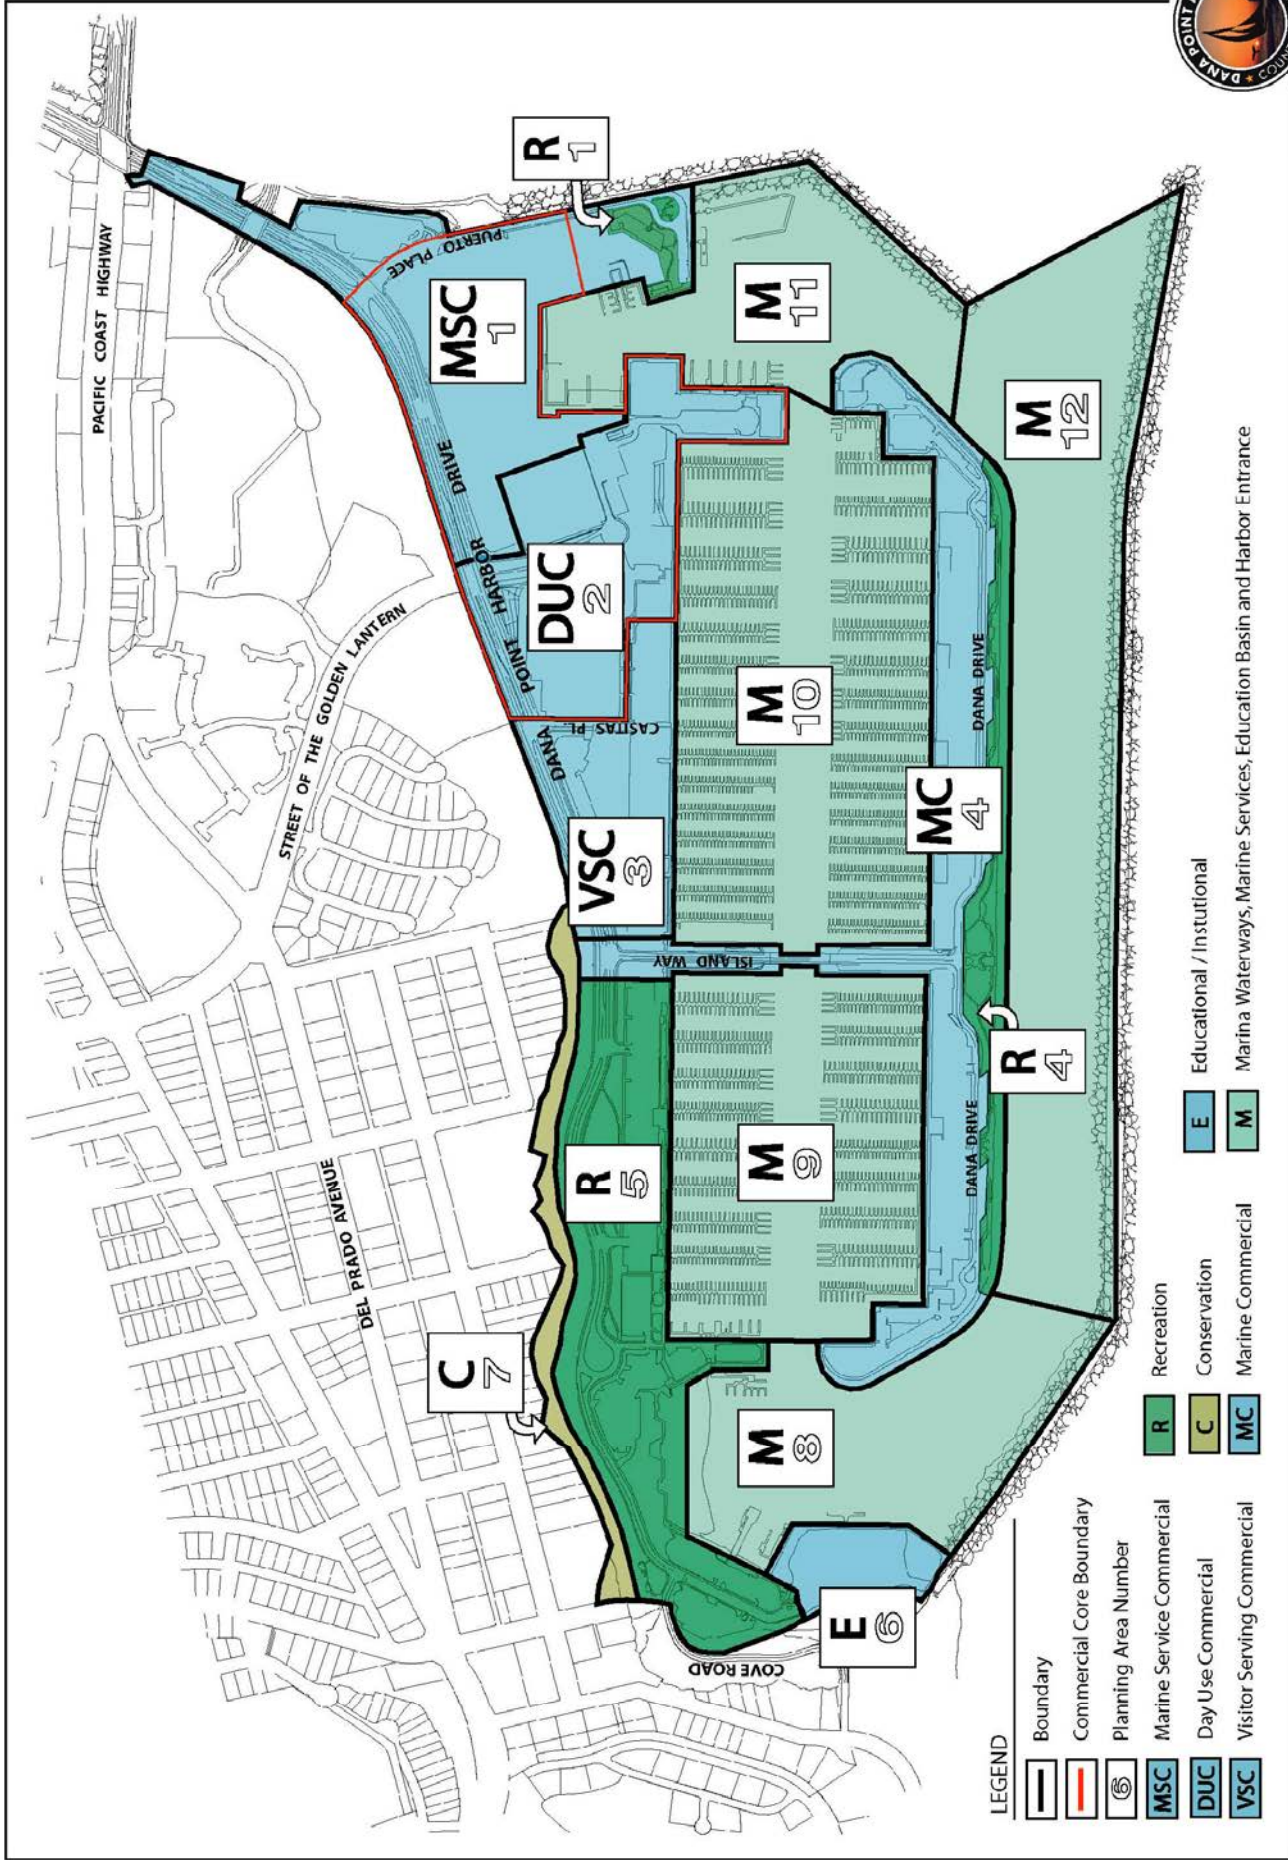 DANA POINT
COUN
PACIFIC COAST HIGHWAY
STREET OF THE GOLDEN LANTERN
DEL PRADO AVENUE
COVE ROAD
PUERTO PLACE
DANA POINT HARBOR DRIVE
CASITAS PL.
ISLAND WAY
DANA DRIVE
DANA DRIVE
R
1
MSC
1
M
11
DUC
2
M
12
VSC
3
M
10
MC
4
R
4
R
5
M
9
C
7
M
8
E
6
LEGEND
Boundary
Commercial Core Boundary
6 Planning Area Number
MSC Marine Service Commercial
DUC Day Use Commercial
VSC Visitor Serving Commercial
R Recreation
C Conservation
MC Marine Commercial
E Educational / Instutional
M Marina Waterways, Marine Services, Education Basin and Harbor Entrance